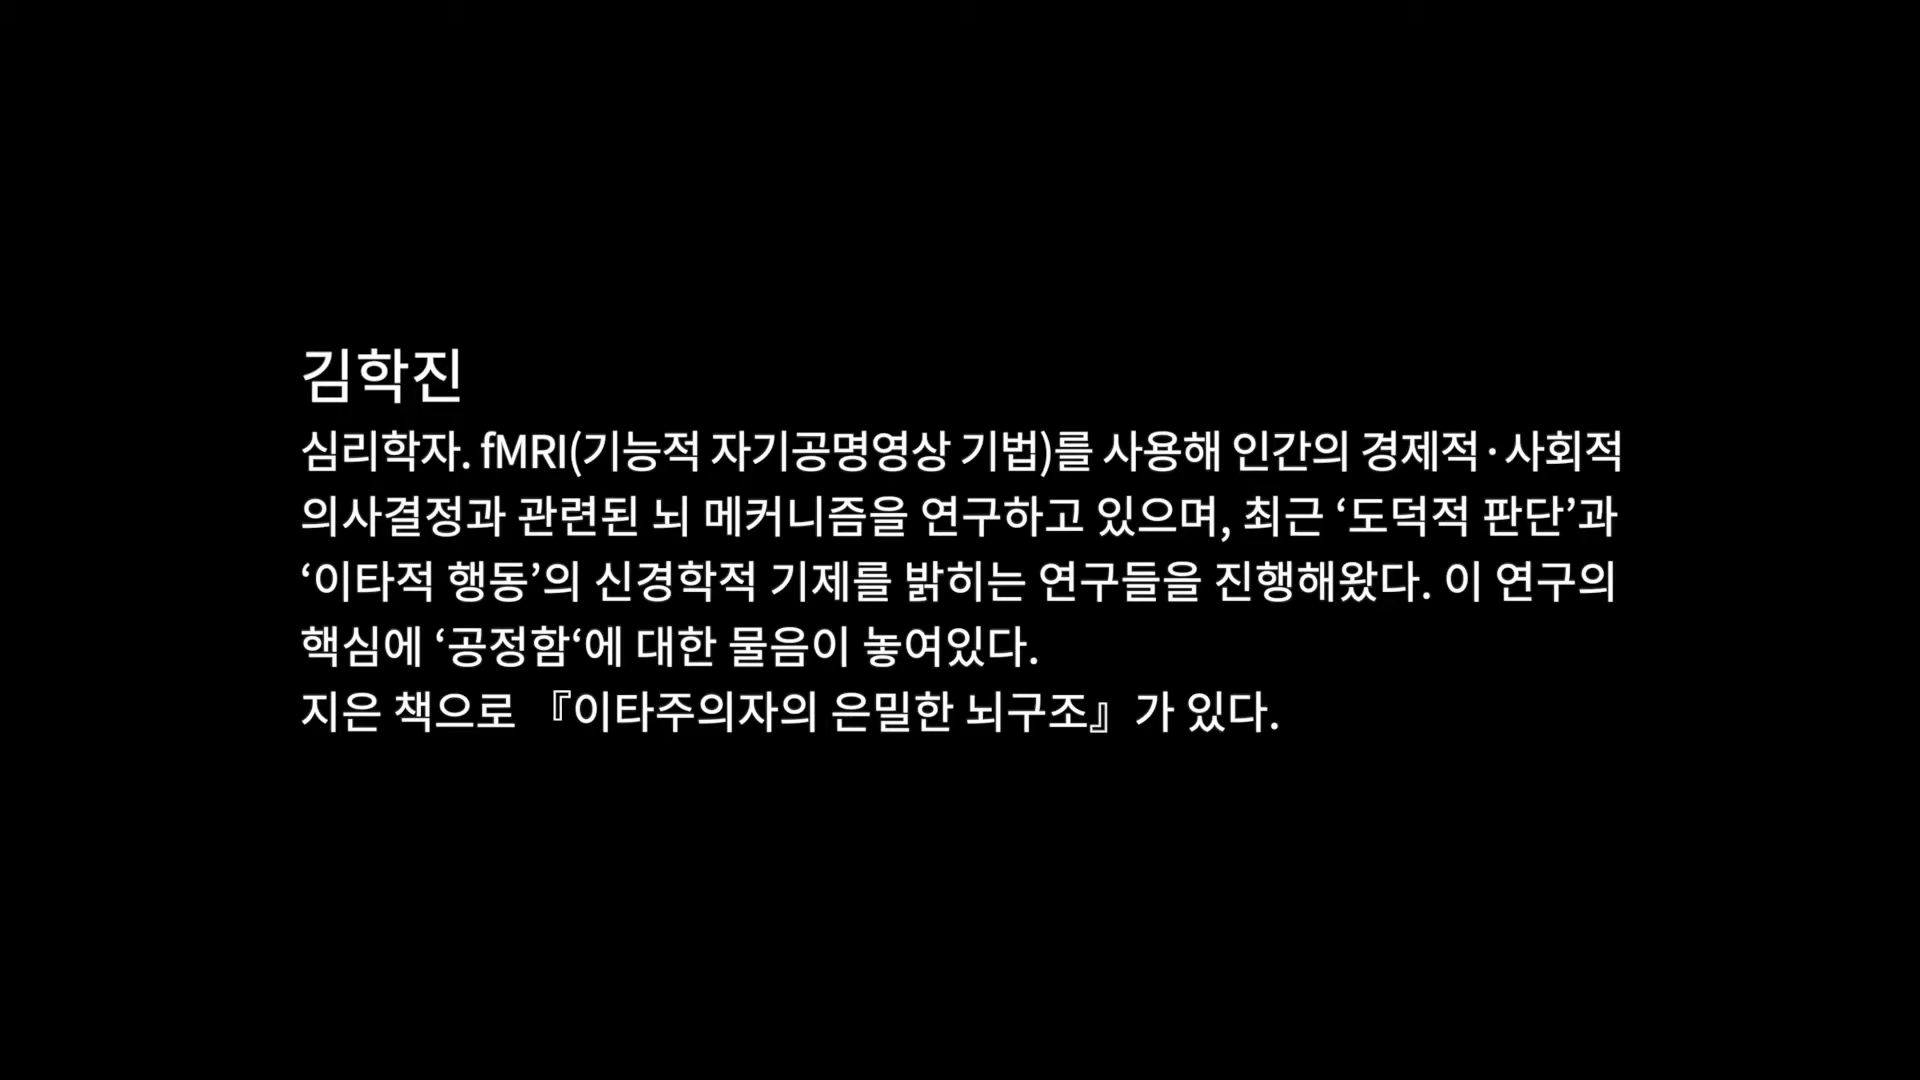 김학진
심리학자. fMRI(기능적 자기공명영상 기법)를 사용해 인간의 경제적·사회적
의사결정과 관련된 뇌 메커니즘을 연구하고 있으며, 최근 ‘도덕적 판단’과
‘이타적 행동’의 신경학적 기제를 밝히는 연구들을 진행해왔다. 이 연구의
핵심에 ‘공정함‘에 대한 물음이 놓여있다.
지은 책으로 『이타주의자의 은밀한 뇌구조』가 있다.